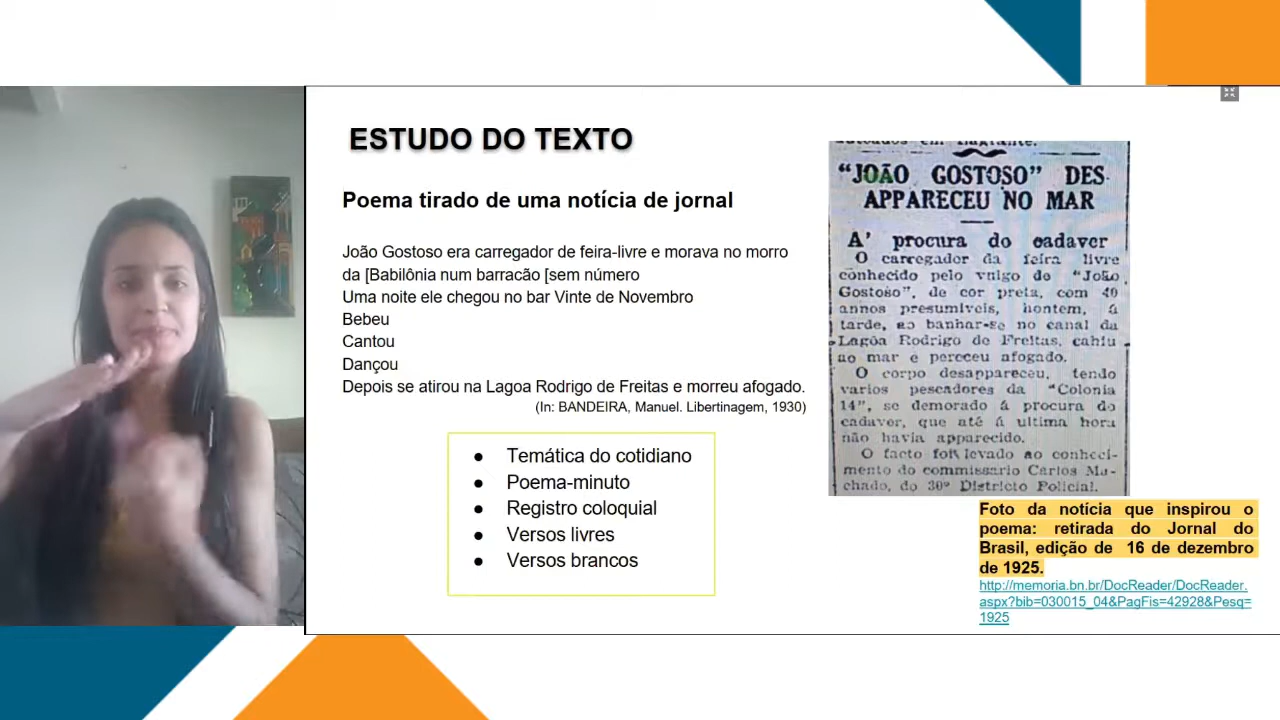 ESTUDO DO TEXTO
Poema tirado de uma notícia de jornal
João Gostoso era carregador de feira-livre e morava no morro
da [Babilônia num barracão [sem número
Uma noite ele chegou no bar Vinte de Novembro
Bebeu
Cantou
Dançou
Depois se atirou na Lagoa Rodrigo de Freitas e morreu afogado.
(In: BANDEIRA, Manuel. Libertinagem, 1930)
● Temática do cotidiano
● Poema-minuto
● Registro coloquial
● Versos livres
● Versos brancos
“JOÃO GOSTOSO” DES-
APPARECEU NO MAR
A' procura do cadaver
O carregador da feira livre
conhecido pelo vulgo de “João
Gostoso”, de cor preta, com 40
annos presumiveis, hontem, á
tarde, ao banhar-se no canal da
Lagôa Rodrigo de Freitas, cahiu
ao mar e pereceu afogado.
O corpo desappareceu, tendo
varios pescadores da “Colonia
14”, se demorado á procura do
cadaver, que até á ultima hora
não havia apparecido.
O facto foi levado ao conheci-
mento do commissario Carlos Ma-
chado, do 30º Districto Policial.
Foto da notícia que inspirou o
poema: retirada do Jornal do
Brasil, edição de 16 de dezembro
de 1925.
http://memoria.bn.br/DocReader/DocReader.
aspx?bib=030015_04&PagFis=42928&Pesq=
1925